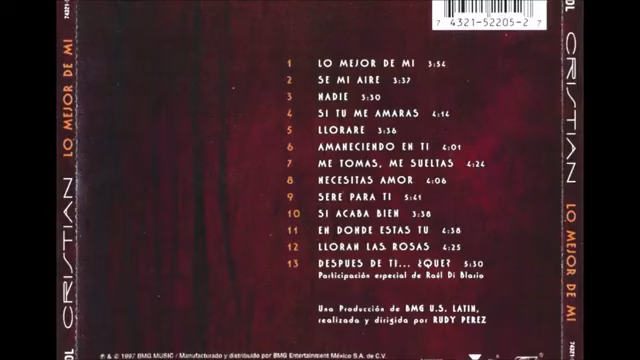 7 4321-52205-2 7
1 LO MEJOR DE MI 3:54
2 SE MI AIRE 3:37
3 NADIE 3:30
4 SI TU ME AMARAS 4:14
5 LLORARE 3:36
6 AMANECIENDO EN TI 4:01
7 ME TOMAS, ME SUELTAS 4:24
8 NECESITAS AMOR 4:06
9 SERE PARA TI 5:41
10 SI ACABA BIEN 3:38
11 EN DONDE ESTAS TU 4:38
12 LLORAN LAS ROSAS 4:25
13 DESPUES DE TI... ¿QUE? 5:30
Participación especial de Raúl Di Blasio
Una Producción de BMG U.S. LATIN,
realizada y dirigida por RUDY PEREZ
℗ & © 1997 BMG MUSIC / Manufacturado y distribuido por BMG Entertainment México S.A. de C.V.
CRISTIAN LO MEJOR DE MI
CRISTIAN LO MEJOR DE MI